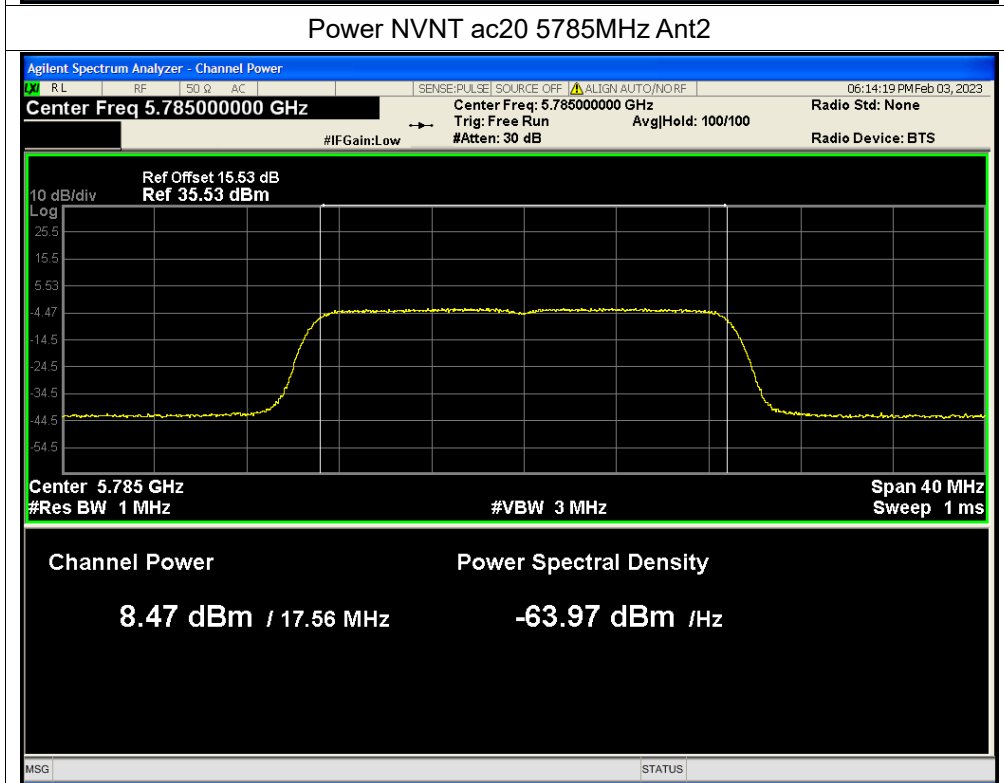 Power NVNT ac20 5785MHz Ant2
Agilent Spectrum Analyzer - Channel Power
LXI RL RF 50 Ω AC SENSE:PULSE SOURCE OFF ALIGN AUTO/NO RF 06:14:19 PM Feb 03, 2023
Center Freq 5.785000000 GHz Center Freq: 5.785000000 GHz Radio Std: None
Trig: Free Run Avg|Hold: 100/100
#IFGain:Low #Atten: 30 dB Radio Device: BTS
Ref Offset 15.53 dB
10 dB/div Ref 35.53 dBm
Log
25.5
15.5
5.53
-4.47
-14.5
-24.5
-34.5
-44.5
-54.5
Center 5.785 GHz Span 40 MHz
#Res BW 1 MHz #VBW 3 MHz Sweep 1 ms
Channel Power Power Spectral Density
8.47 dBm / 17.56 MHz -63.97 dBm /Hz
MSG STATUS